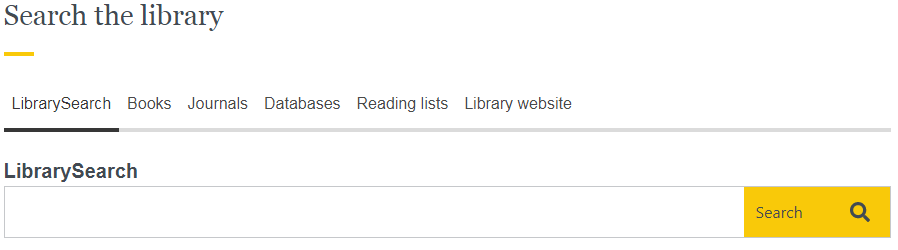 Search the library
LibrarySearch Books Journals Databases Reading lists Library website
LibrarySearch
Search